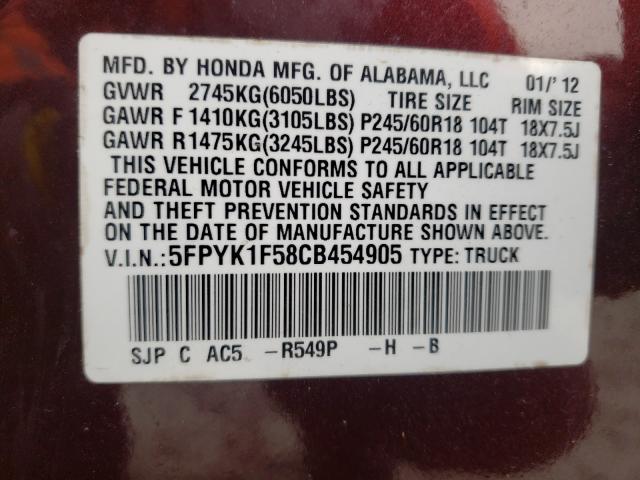 MFD. BY HONDA MFG. OF ALABAMA, LLC 01/'12
GVWR 2745KG(6050LBS) TIRE SIZE RIM SIZE
GAWR F 1410KG(3105LBS) P245/60R18 104T 18X7.5J
GAWR R 1475KG(3245LBS) P245/60R18 104T 18X7.5J
THIS VEHICLE CONFORMS TO ALL APPLICABLE
FEDERAL MOTOR VEHICLE SAFETY
AND THEFT PREVENTION STANDARDS IN EFFECT
ON THE DATE OF MANUFACTURE SHOWN ABOVE.
V.I.N.:5FPYK1F58CB454905 TYPE: TRUCK
SJP C AC5 -R549P -H -B